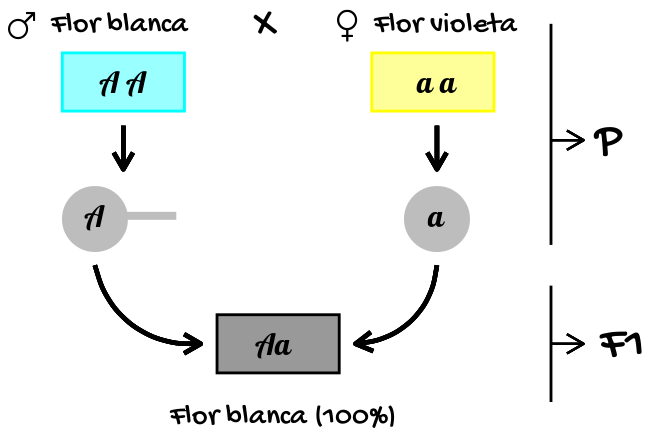 ♂ Flor blanca X ♀ Flor violeta
A A a a
P
A a
Aa
F1
Flor blanca (100%)